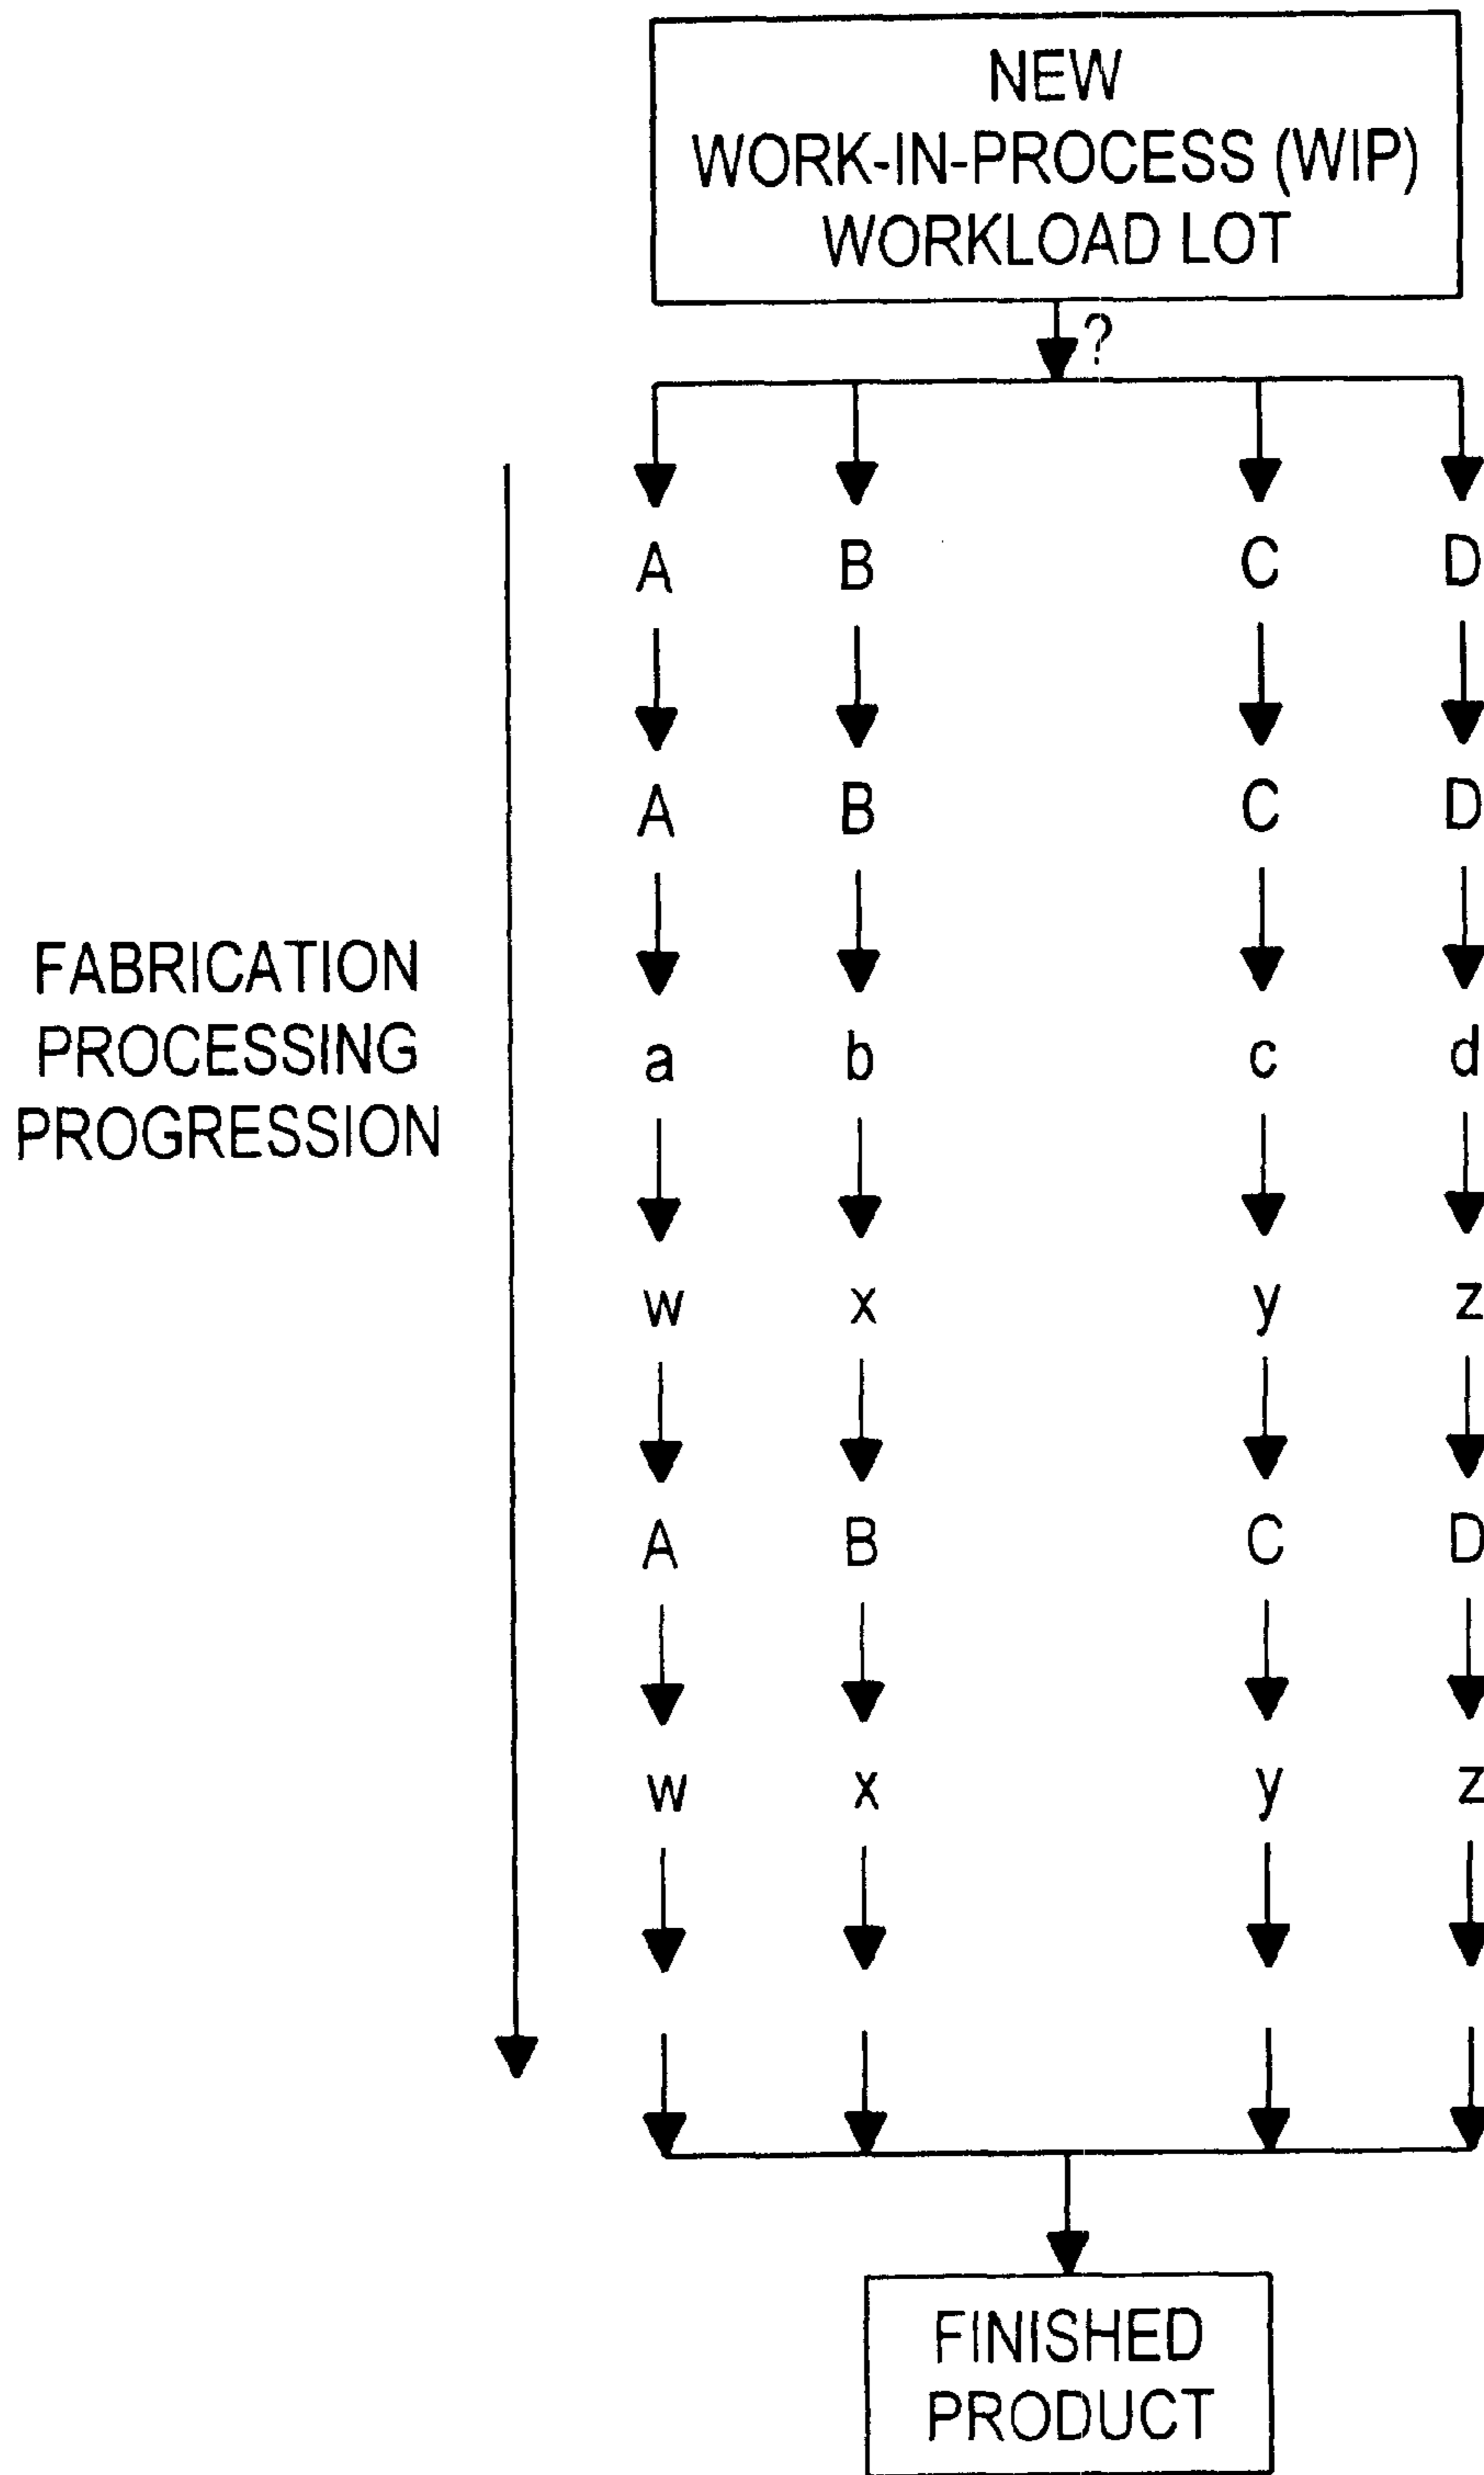 NEW
WORK-IN-PROCESS (WIP)
WORKLOAD LOT
?
A B C D
A B C D
FABRICATION
PROCESSING
PROGRESSION
a b c d
w x y z
A B C D
w x y z
FINISHED
PRODUCT